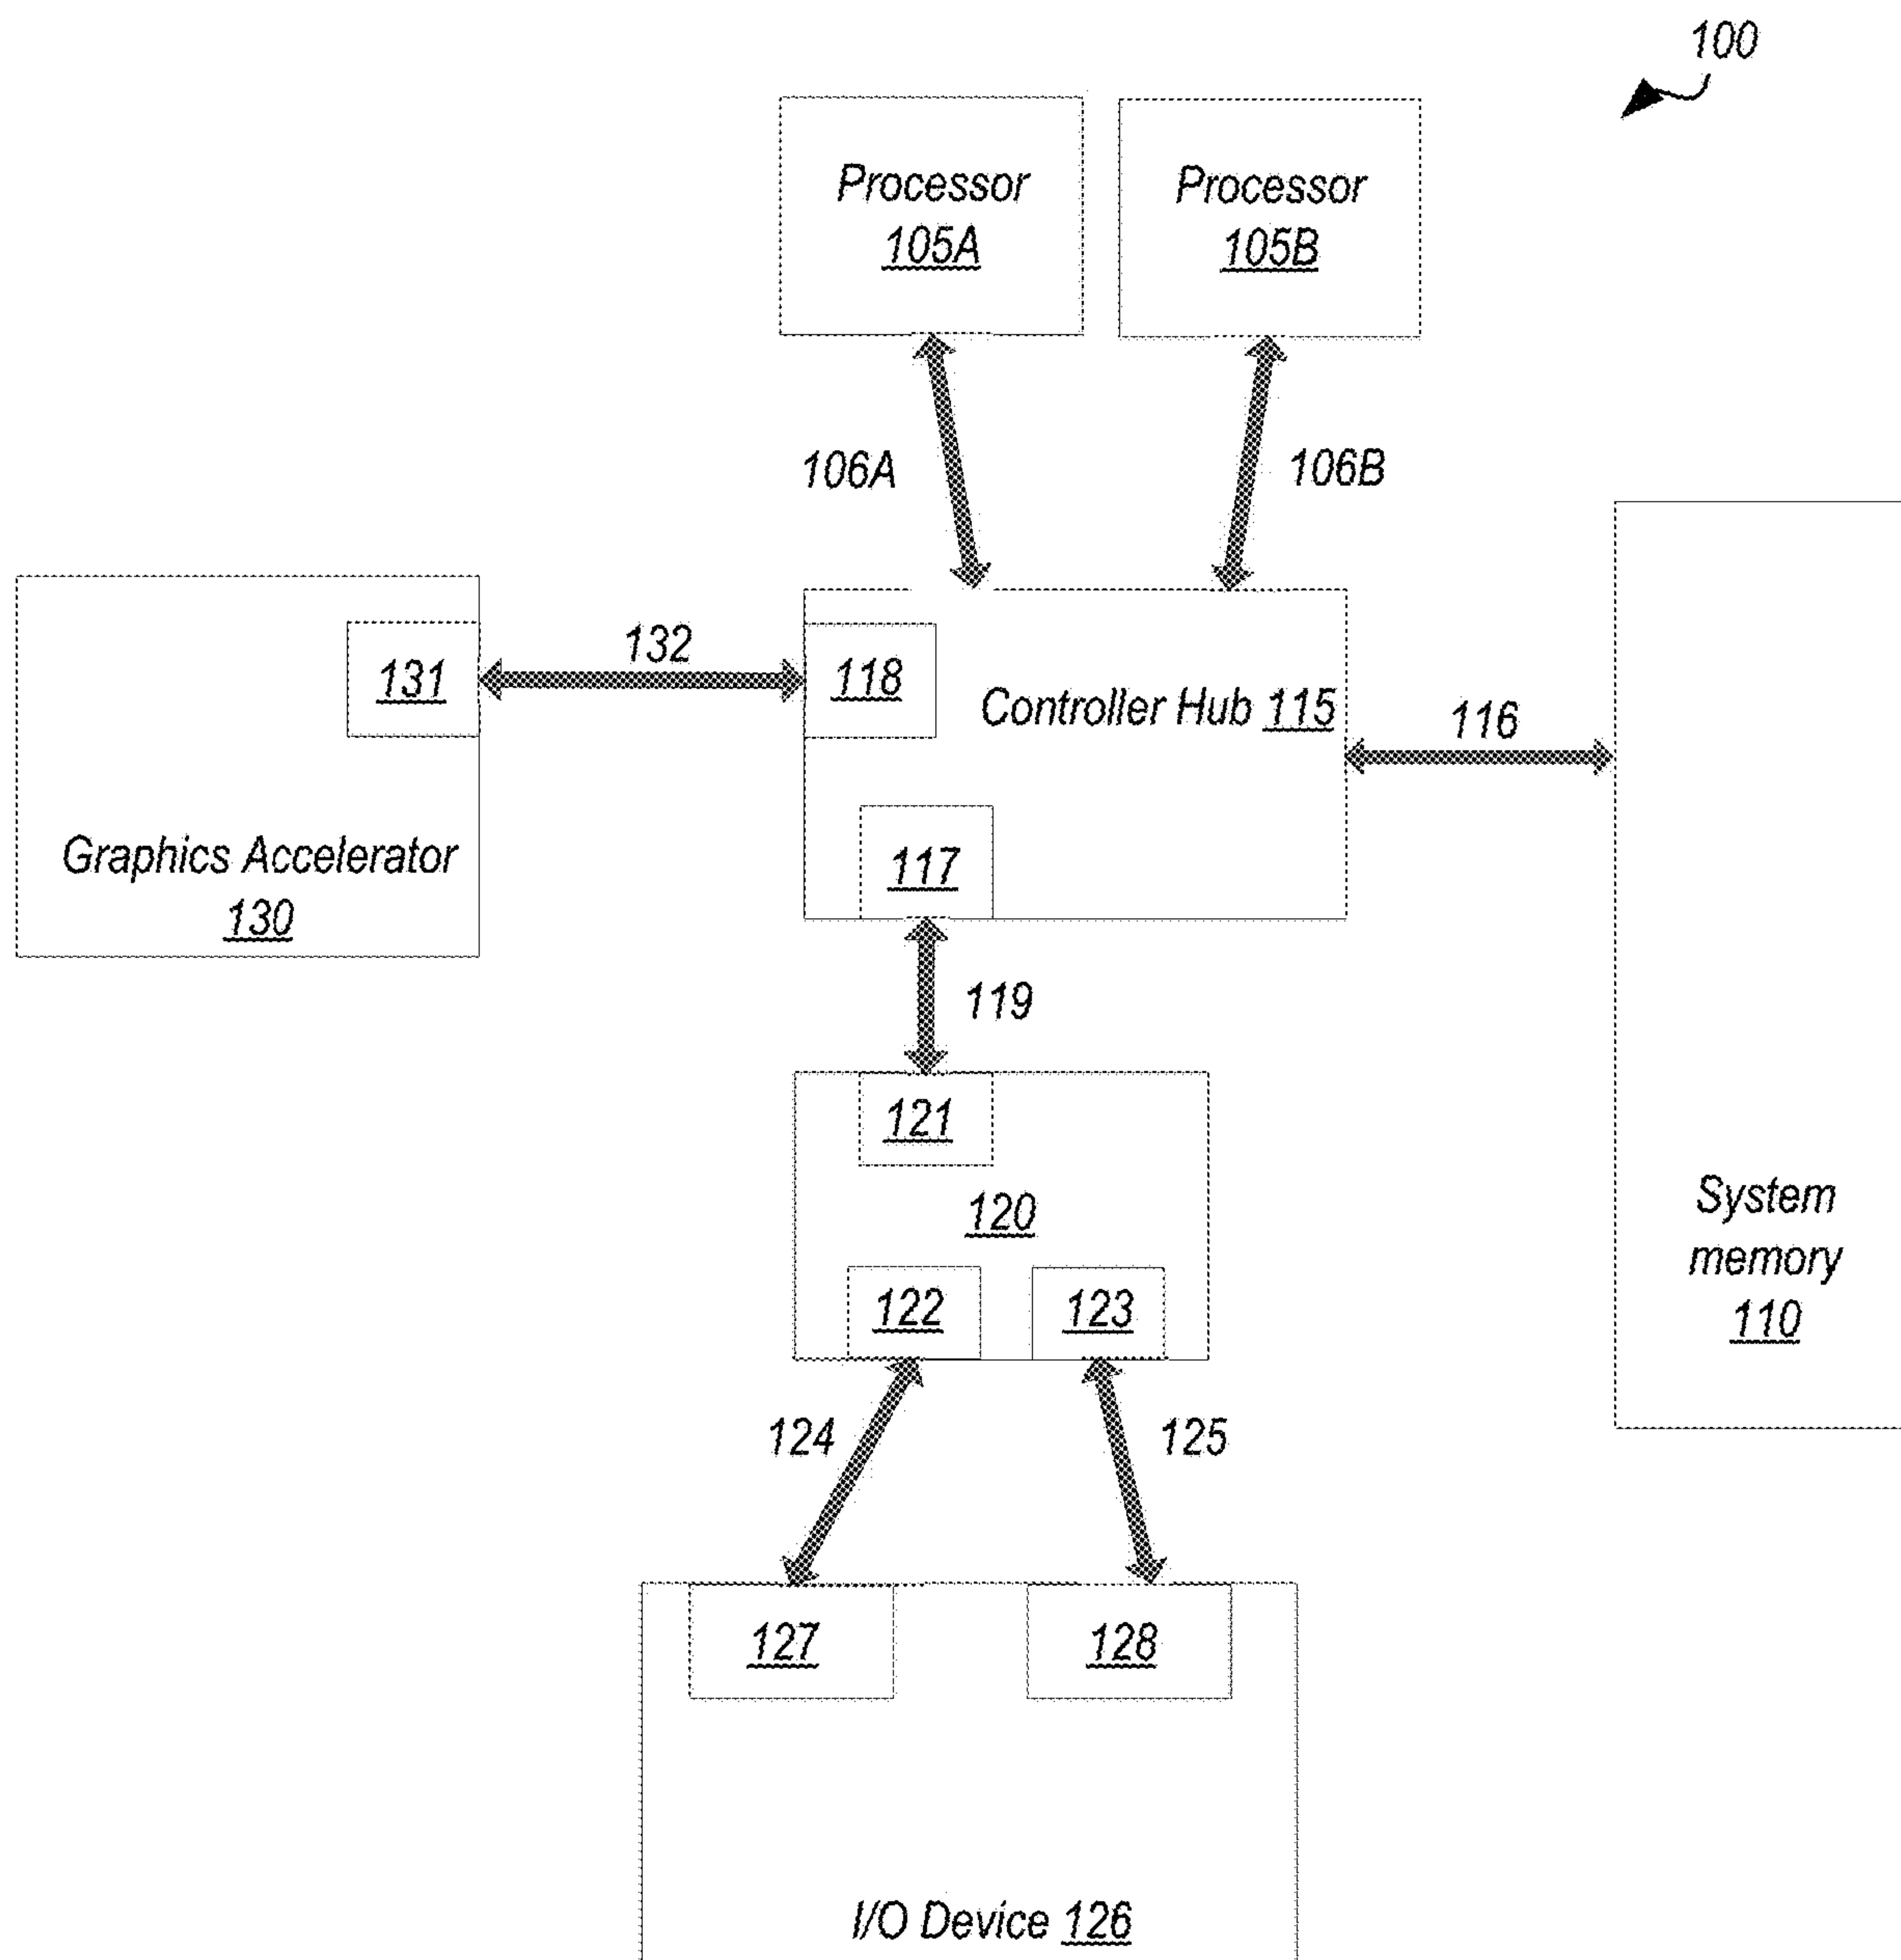 100
Processor
105A
Processor
105B
106A
106B
131
132
118
Controller Hub 115
116
Graphics Accelerator
130
117
119
121
120
122
123
System
memory
110
124
125
127
128
I/O Device 126